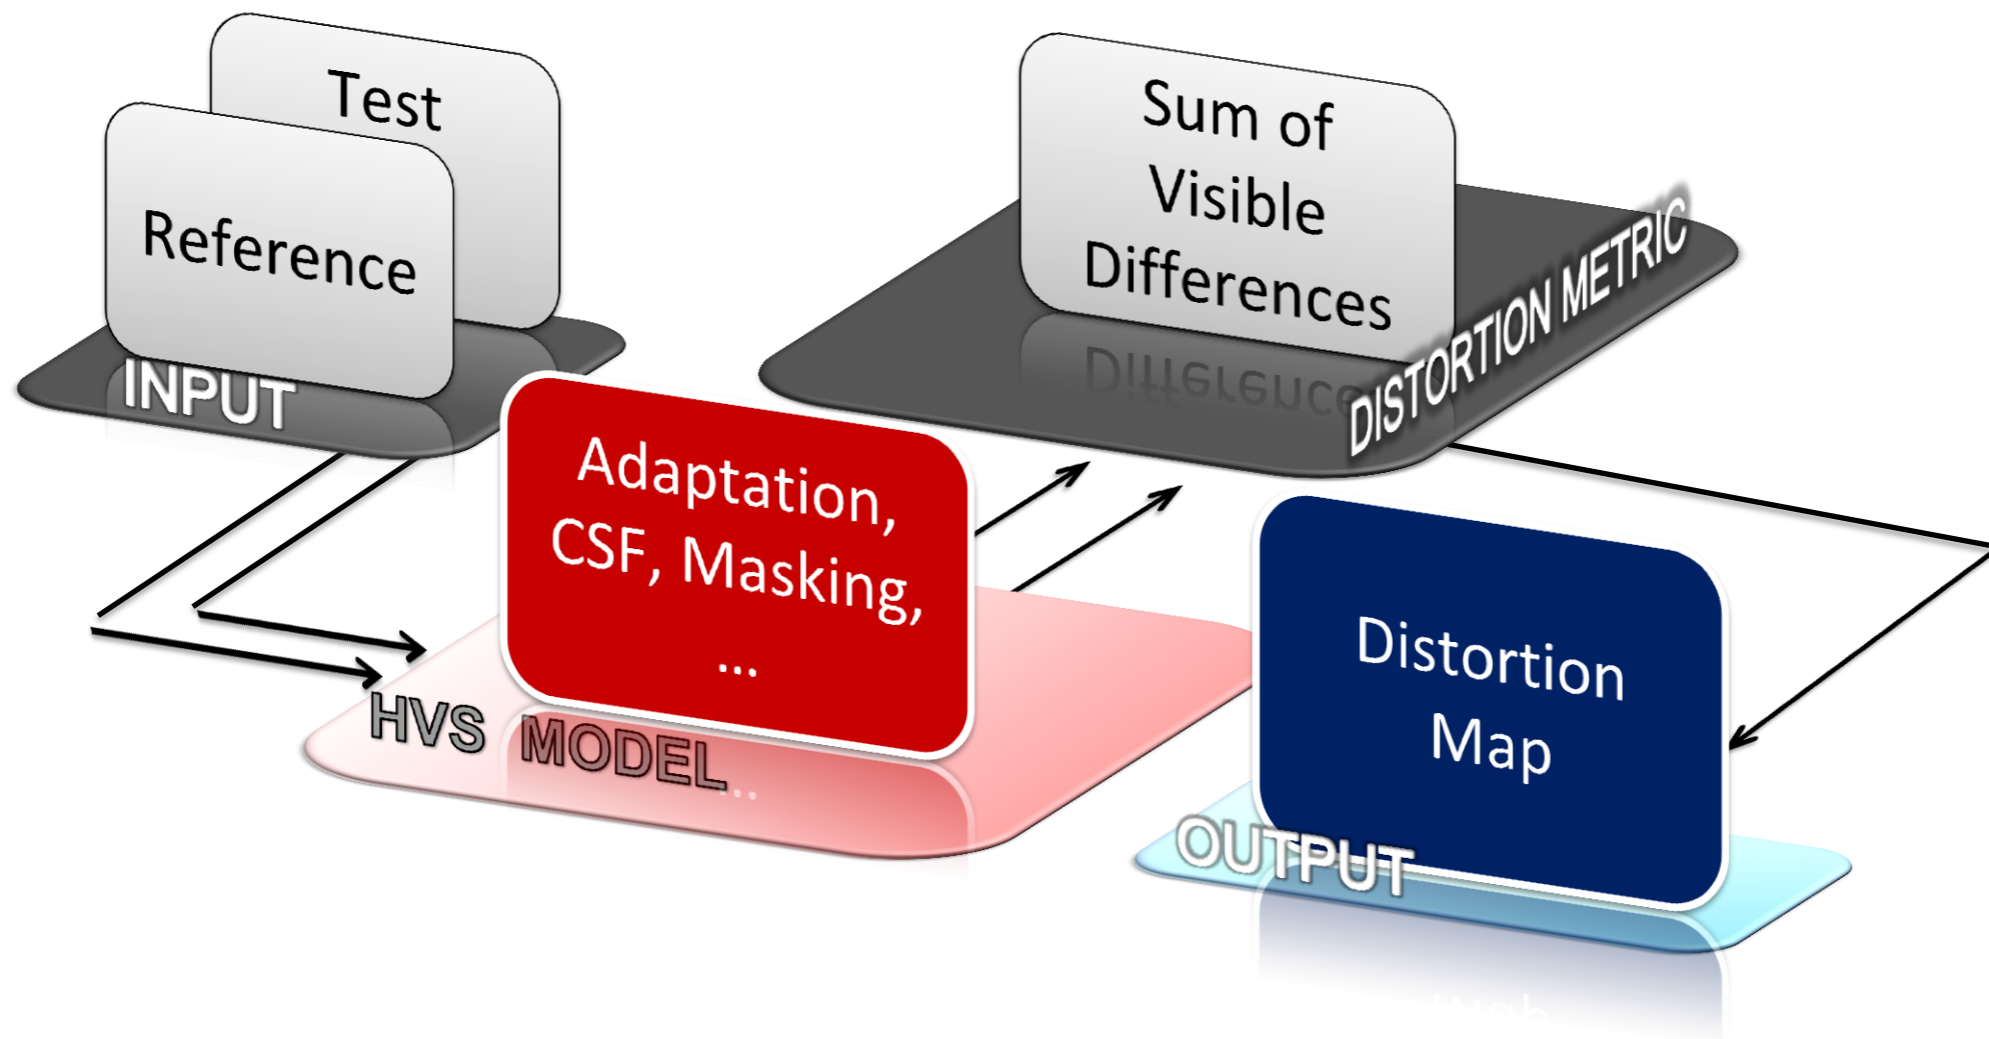 Test
Reference
INPUT
Sum of
Visible
Differences
DISTORTION METRIC
Adaptation,
CSF, Masking,
...
HVS MODEL
Distortion
Map
OUTPUT